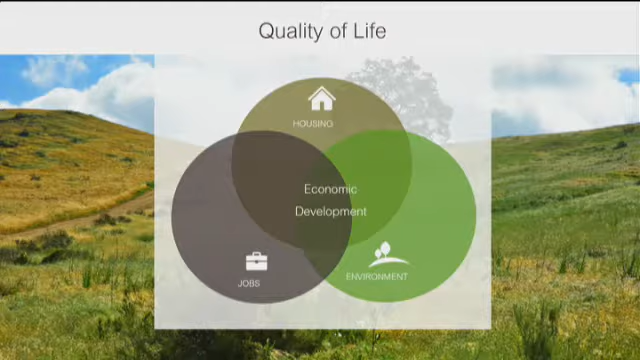 Quality of Life
HOUSING
Economic
Development
JOBS
ENVIRONMENT